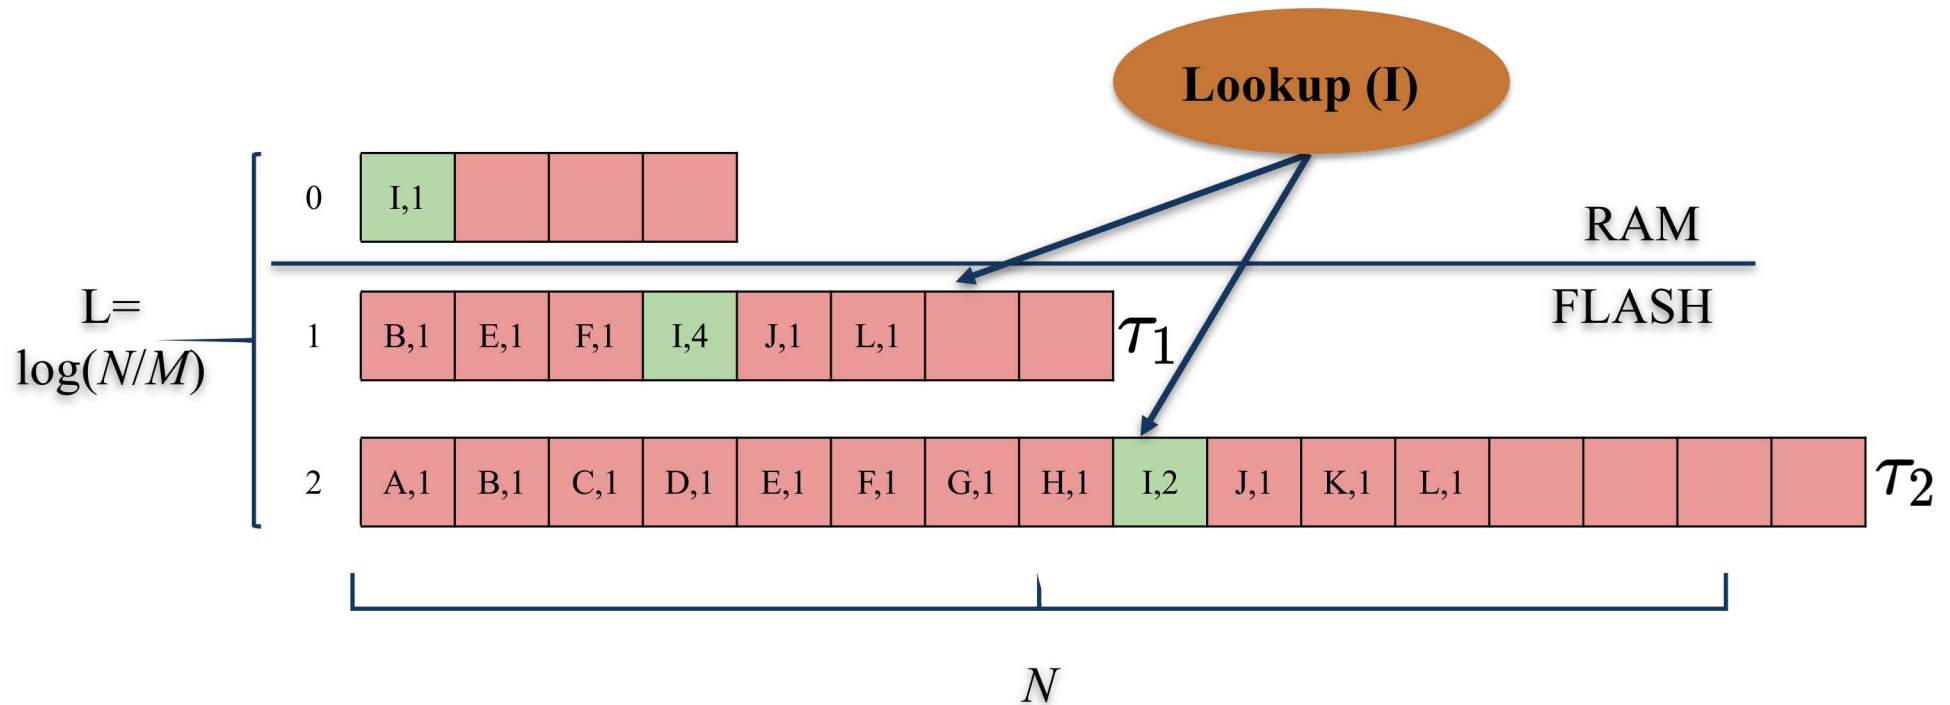 Lookup (I)
0
I,1
RAM
FLASH
L=
log(N/M)
1
B,1 E,1 F,1 I,4 J,1 L,1
τ1
2
A,1 B,1 C,1 D,1 E,1 F,1 G,1 H,1 I,2 J,1 K,1 L,1
τ2
N